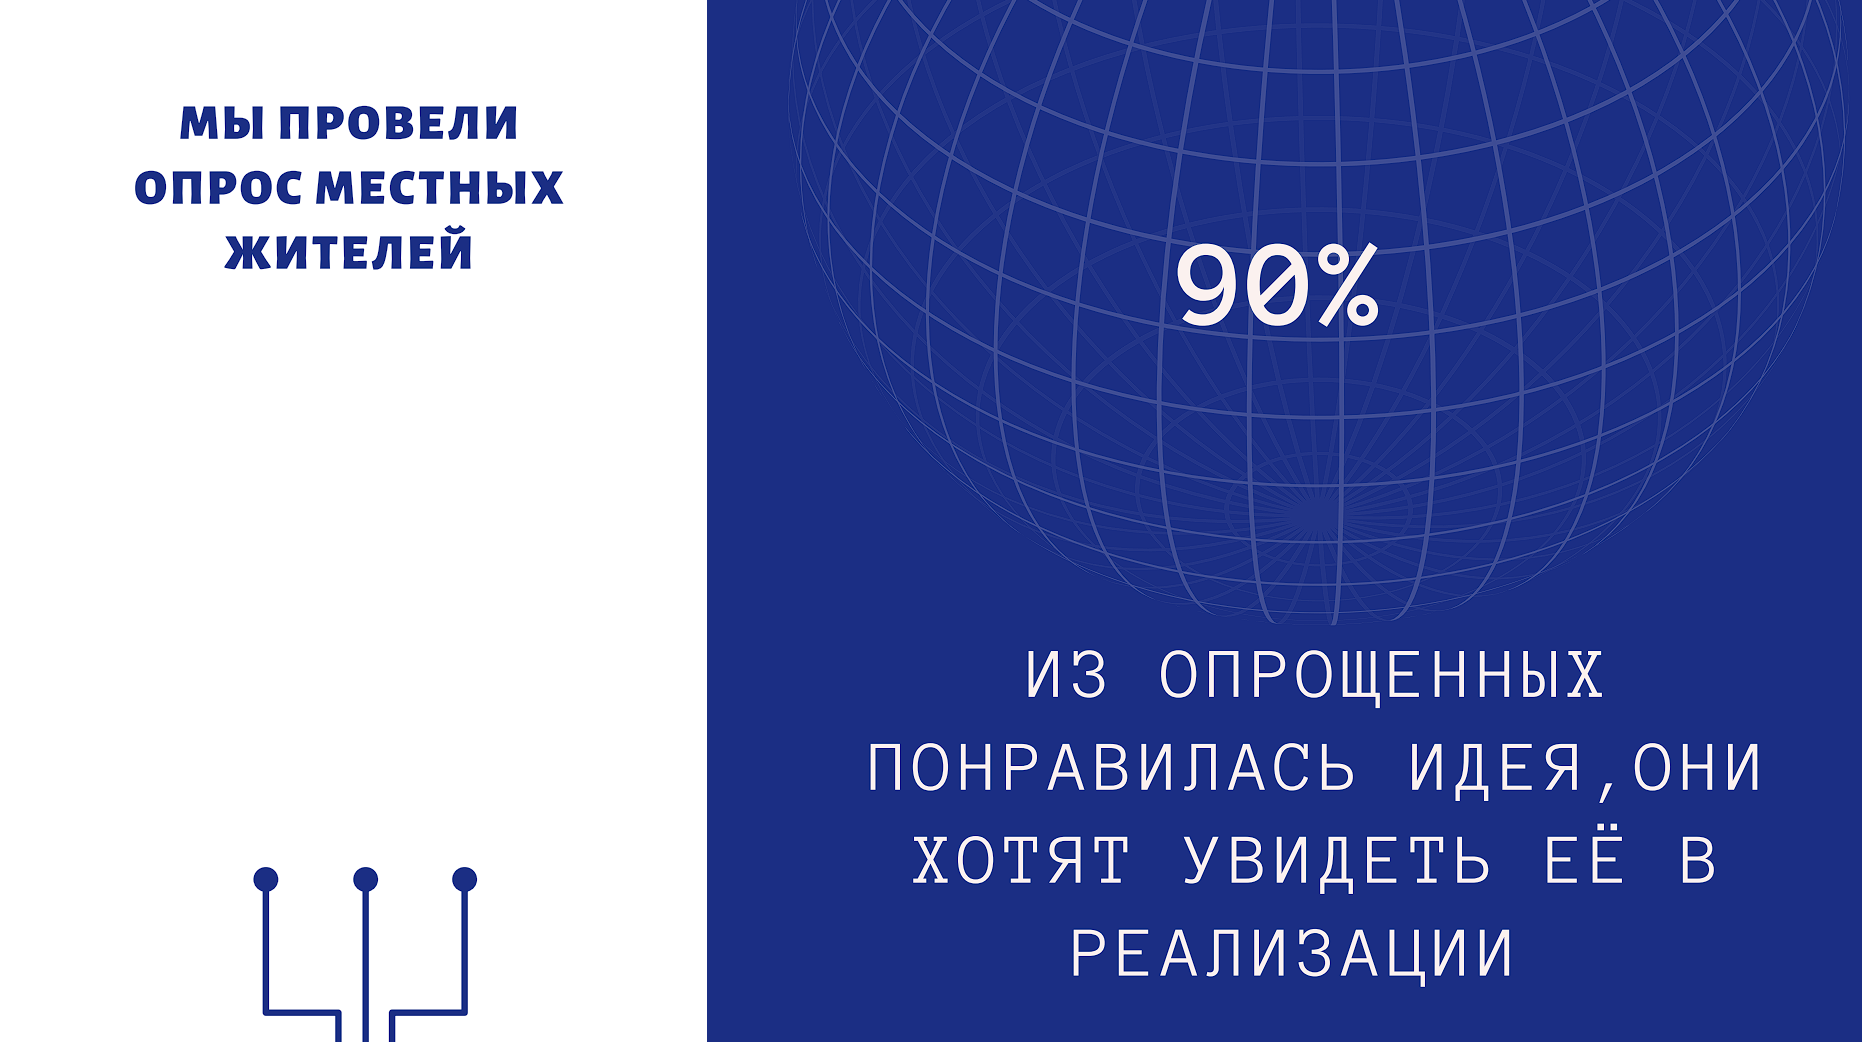 МЫ ПРОВЕЛИ
ОПРОС МЕСТНЫХ
ЖИТЕЛЕЙ
90%
ИЗ ОПРОЩЕННЫХ
ПОНРАВИЛАСЬ ИДЕЯ,ОНИ
ХОТЯТ УВИДЕТЬ ЕЁ В
РЕАЛИЗАЦИИ